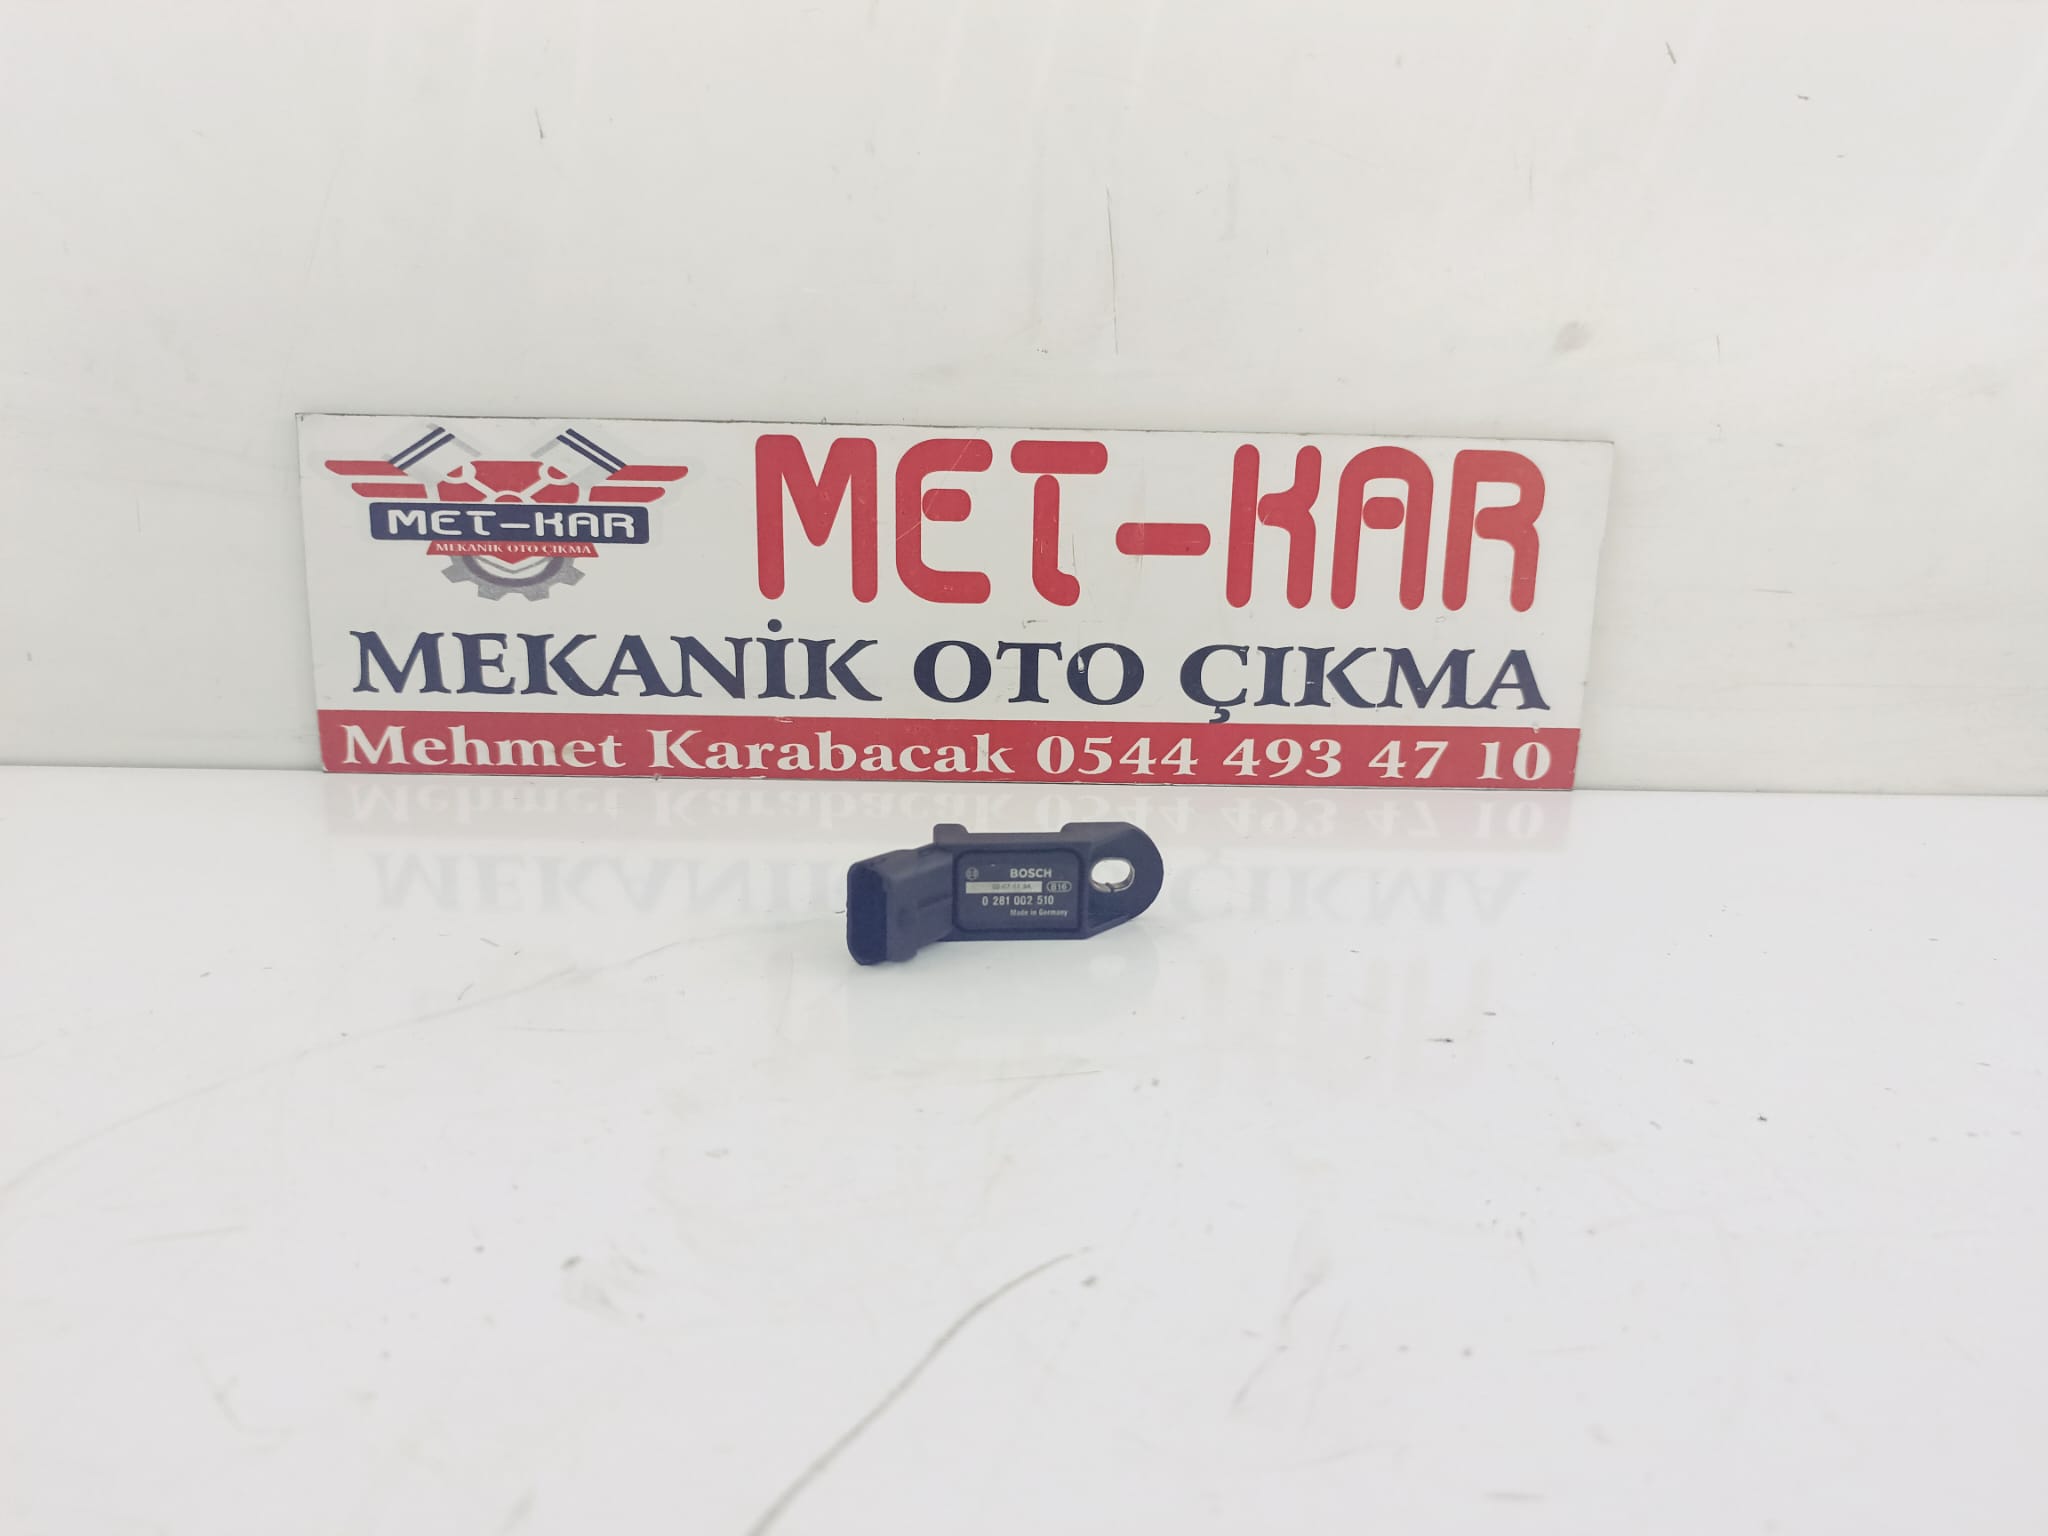 MET-KAR
MEKANİK OTO ÇIKMA
MET-KAR
MEKANİK OTO ÇIKMA
Mehmet Karabacak 0544 493 47 10
BOSCH
816
0 281 002 510
Made in Germany